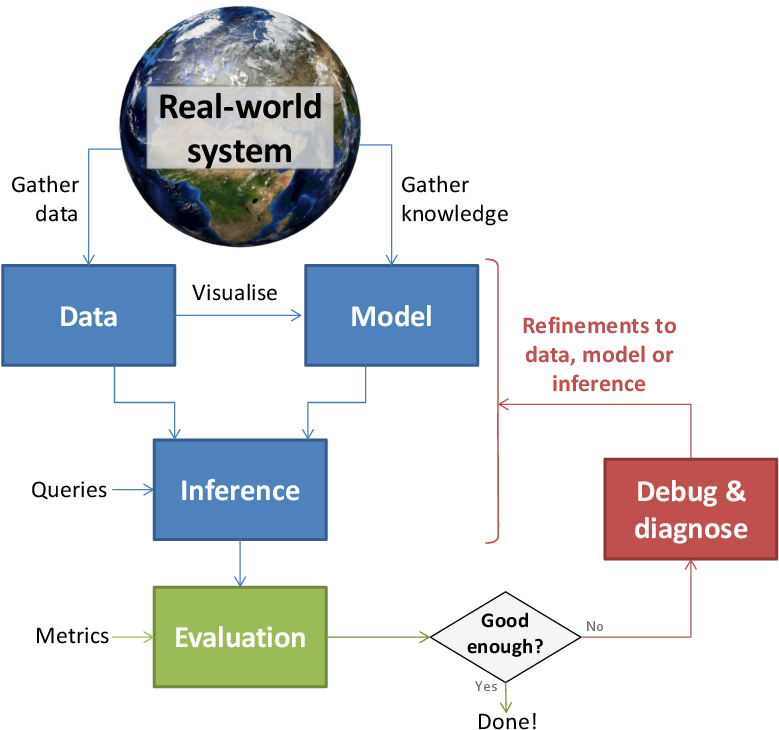 Real-world
system
Gather
data
Gather
knowledge
Data
Visualise
Model
Refinements to
data, model or
inference
Queries
Inference
Debug &
diagnose
Metrics
Evaluation
Good
enough?
No
Yes
Done!